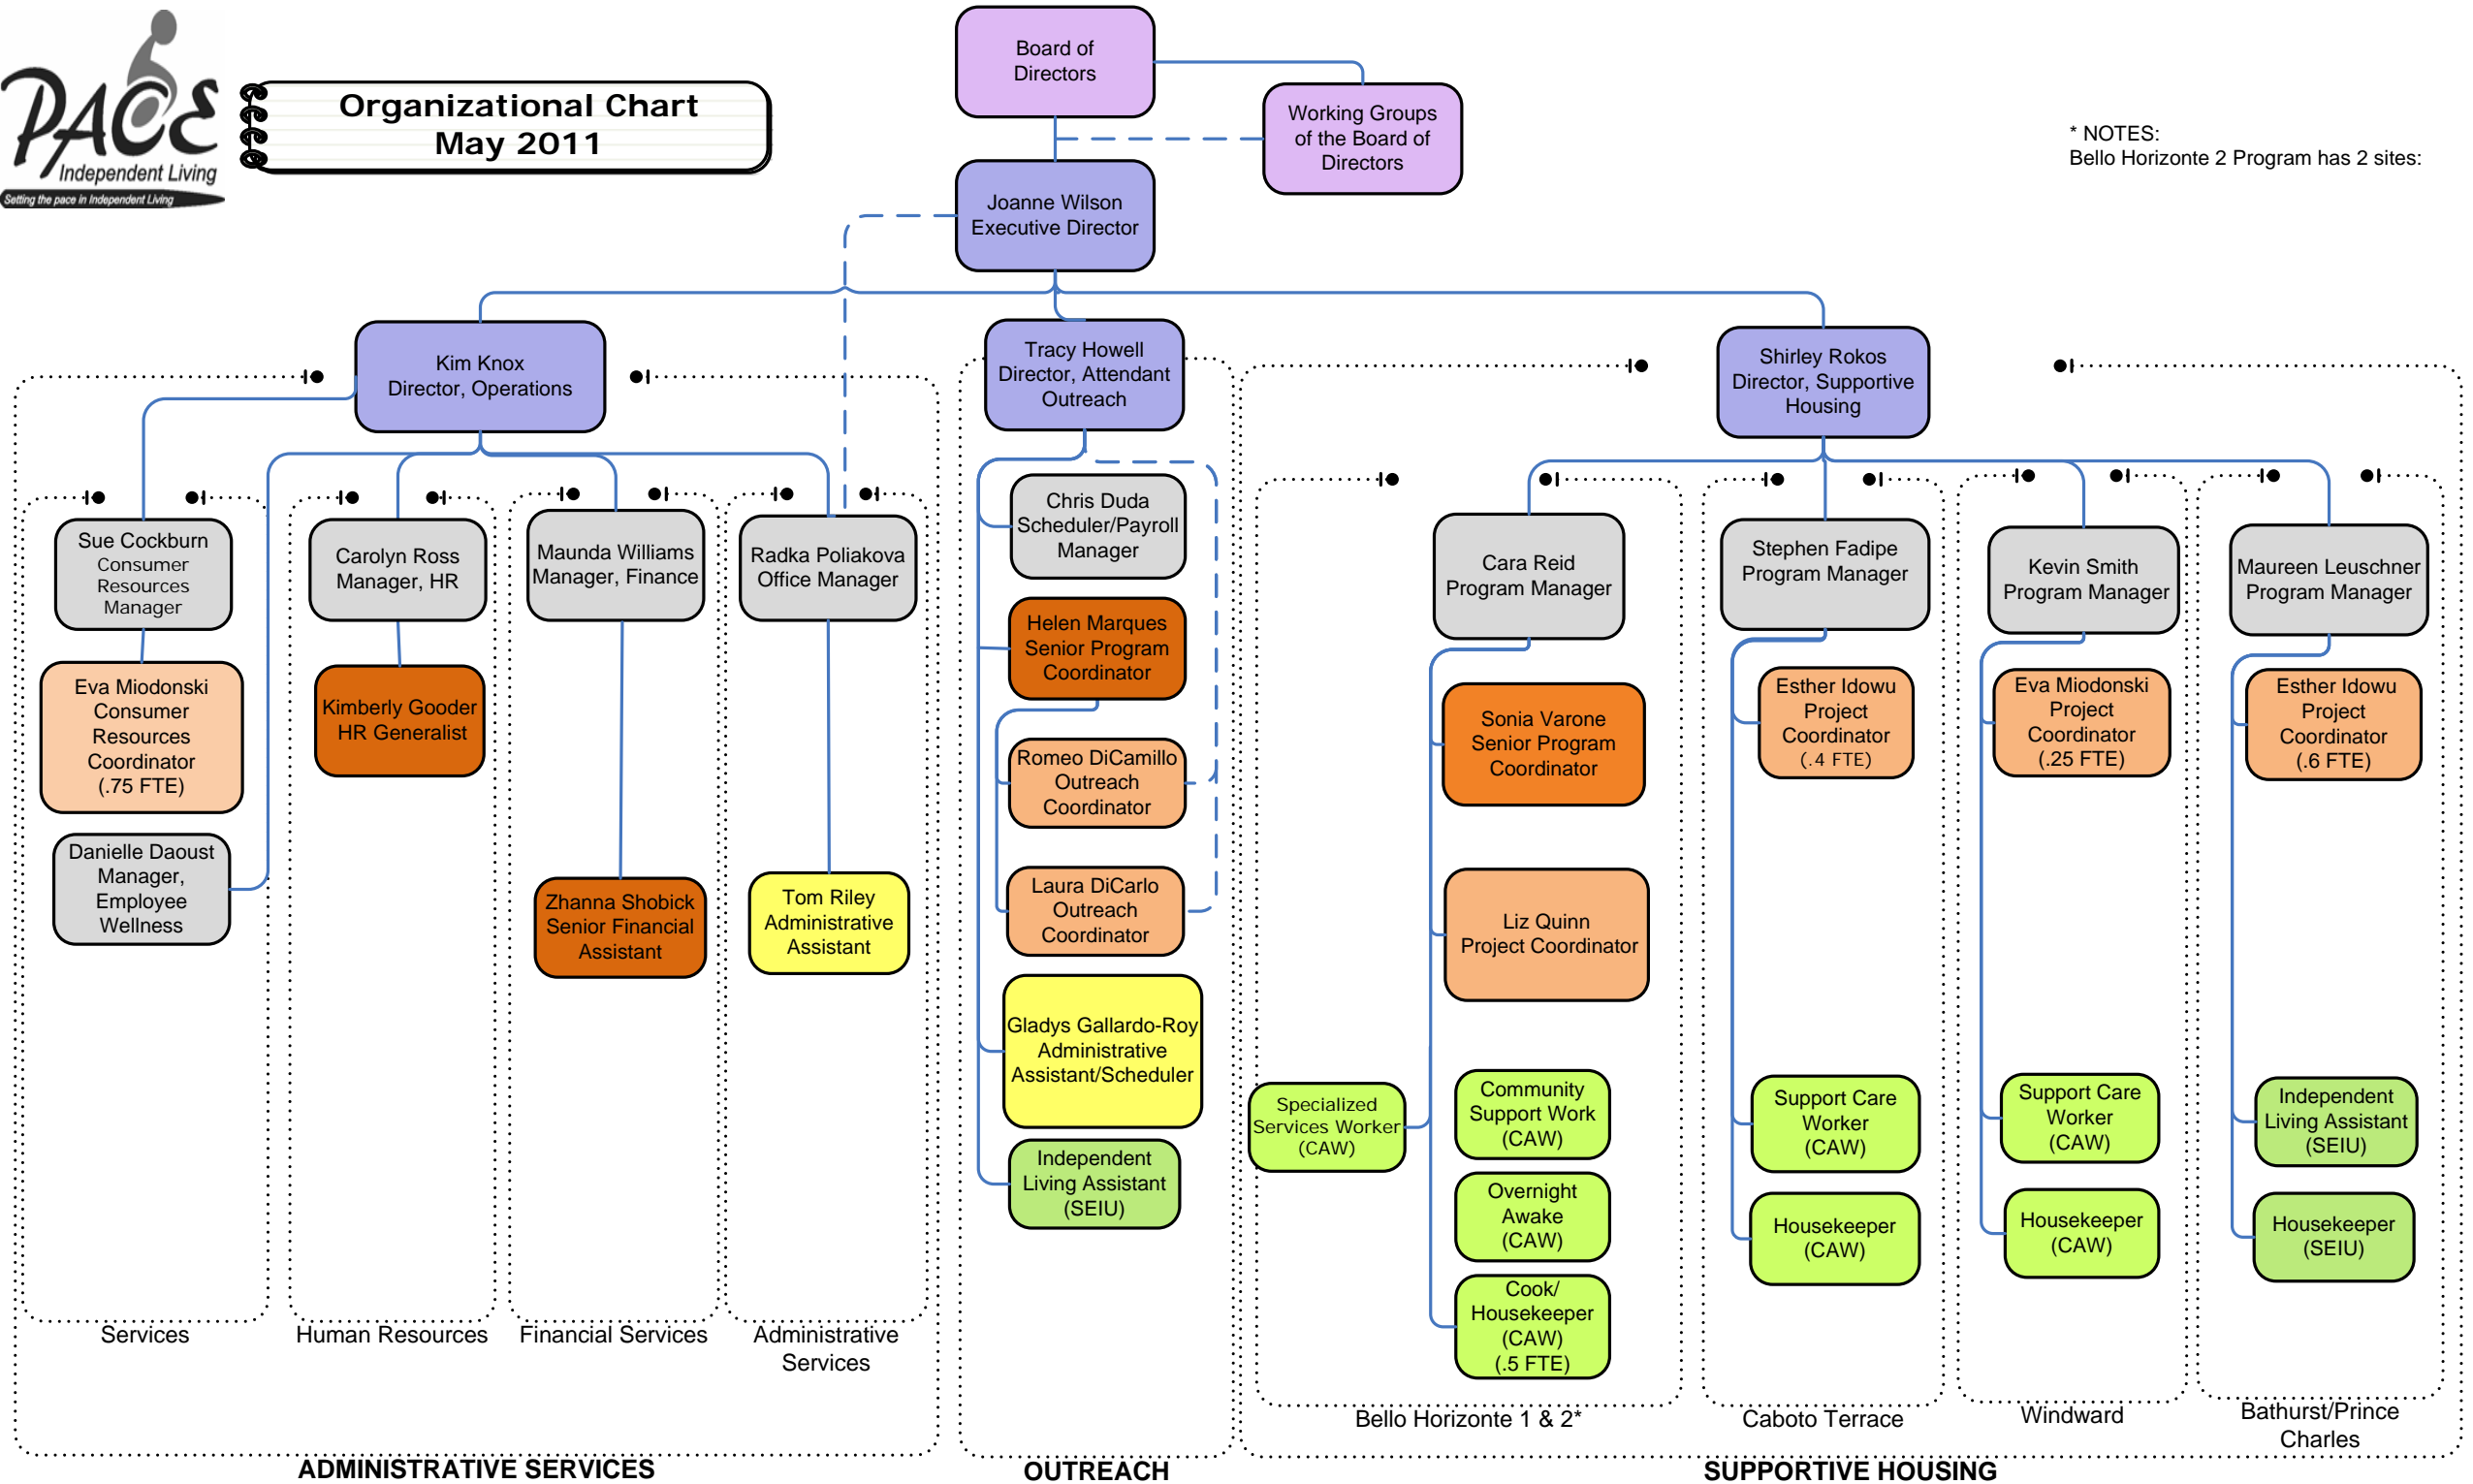 PACE
Independent Living
Setting the pace in Independent Living
Organizational Chart
May 2011
Board of
Directors
Working Groups
of the Board of
Directors
* NOTES:
Bello Horizonte 2 Program has 2 sites:
Joanne Wilson
Executive Director
Kim Knox
Director, Operations
Tracy Howell
Director, Attendant
Outreach
Shirley Rokos
Director, Supportive
Housing
Sue Cockburn
Consumer
Resources
Manager
Carolyn Ross
Manager, HR
Maunda Williams
Manager, Finance
Radka Poliakova
Office Manager
Chris Duda
Scheduler/Payroll
Manager
Cara Reid
Program Manager
Stephen Fadipe
Program Manager
Kevin Smith
Program Manager
Maureen Leuschner
Program Manager
Eva Miodonski
Consumer
Resources
Coordinator
(.75 FTE)
Kimberly Gooder
HR Generalist
Helen Marques
Senior Program
Coordinator
Sonia Varone
Senior Program
Coordinator
Esther Idowu
Project
Coordinator
(.4 FTE)
Eva Miodonski
Project
Coordinator
(.25 FTE)
Esther Idowu
Project
Coordinator
(.6 FTE)
Romeo DiCamillo
Outreach
Coordinator
Danielle Daoust
Manager,
Employee
Wellness
Zhanna Shobick
Senior Financial
Assistant
Tom Riley
Administrative
Assistant
Laura DiCarlo
Outreach
Coordinator
Liz Quinn
Project Coordinator
Gladys Gallardo-Roy
Administrative
Assistant/Scheduler
Independent
Living Assistant
(SEIU)
Specialized
Services Worker
(CAW)
Community
Support Work
(CAW)
Overnight
Awake
(CAW)
Cook/
Housekeeper
(CAW)
(.5 FTE)
Support Care
Worker
(CAW)
Housekeeper
(CAW)
Support Care
Worker
(CAW)
Housekeeper
(CAW)
Independent
Living Assistant
(SEIU)
Housekeeper
(SEIU)
Services
Human Resources
Financial Services
Administrative
Services
Bello Horizonte 1 & 2*
Caboto Terrace
Windward
Bathurst/Prince
Charles
ADMINISTRATIVE SERVICES
OUTREACH
SUPPORTIVE HOUSING